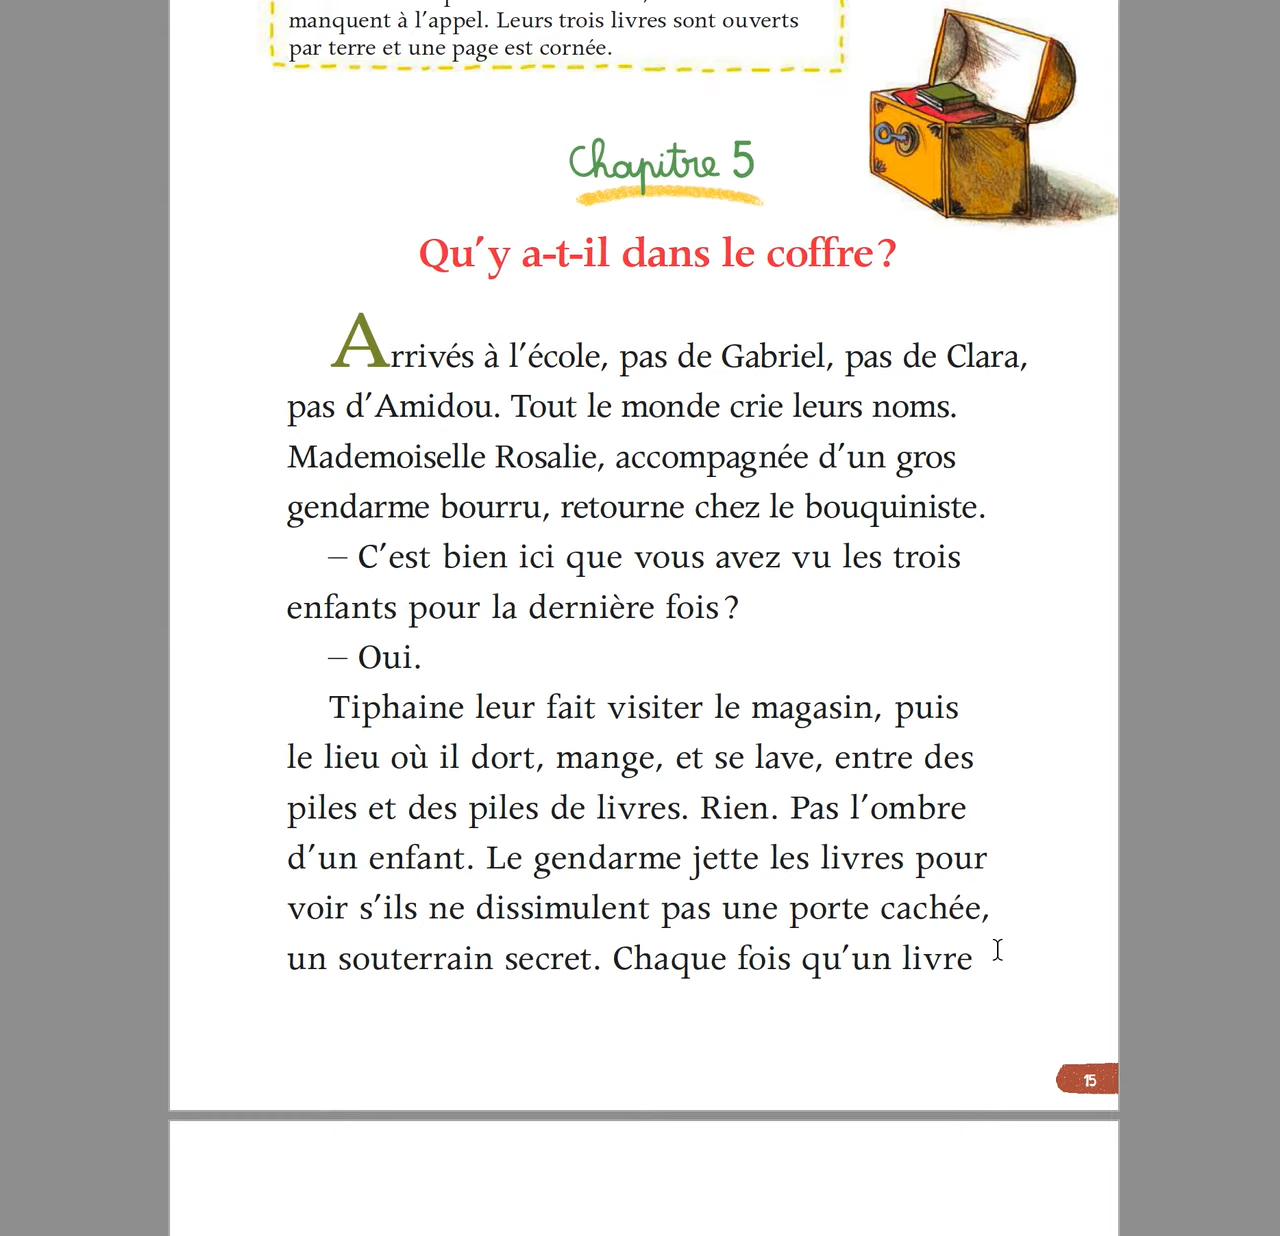 manquent à l'appel. Leurs trois livres sont ouverts
par terre et une page est cornée.
Chapitre 5
Qu'y a-t-il dans le coffre ?
Arrivés à l'école, pas de Gabriel, pas de Clara,
pas d'Amidou. Tout le monde crie leurs noms.
Mademoiselle Rosalie, accompagnée d'un gros
gendarme bourru, retourne chez le bouquiniste.
– C'est bien ici que vous avez vu les trois
enfants pour la dernière fois ?
– Oui.
Tiphaine leur fait visiter le magasin, puis
le lieu où il dort, mange, et se lave, entre des
piles et des piles de livres. Rien. Pas l'ombre
d'un enfant. Le gendarme jette les livres pour
voir s'ils ne dissimulent pas une porte cachée,
un souterrain secret. Chaque fois qu'un livre
15